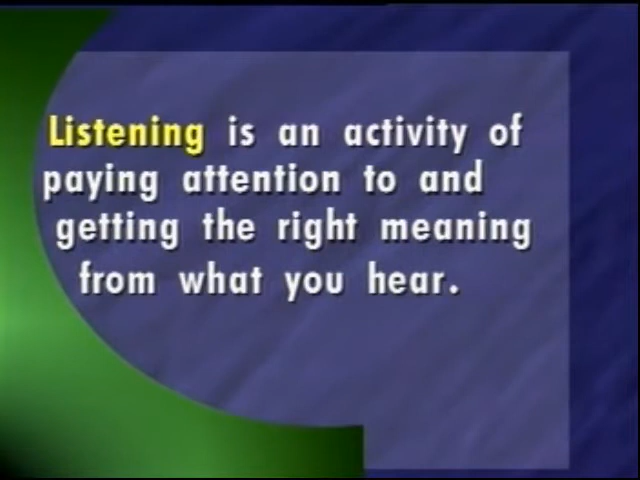 Listening is an activity of
paying attention to and
getting the right meaning
from what you hear.